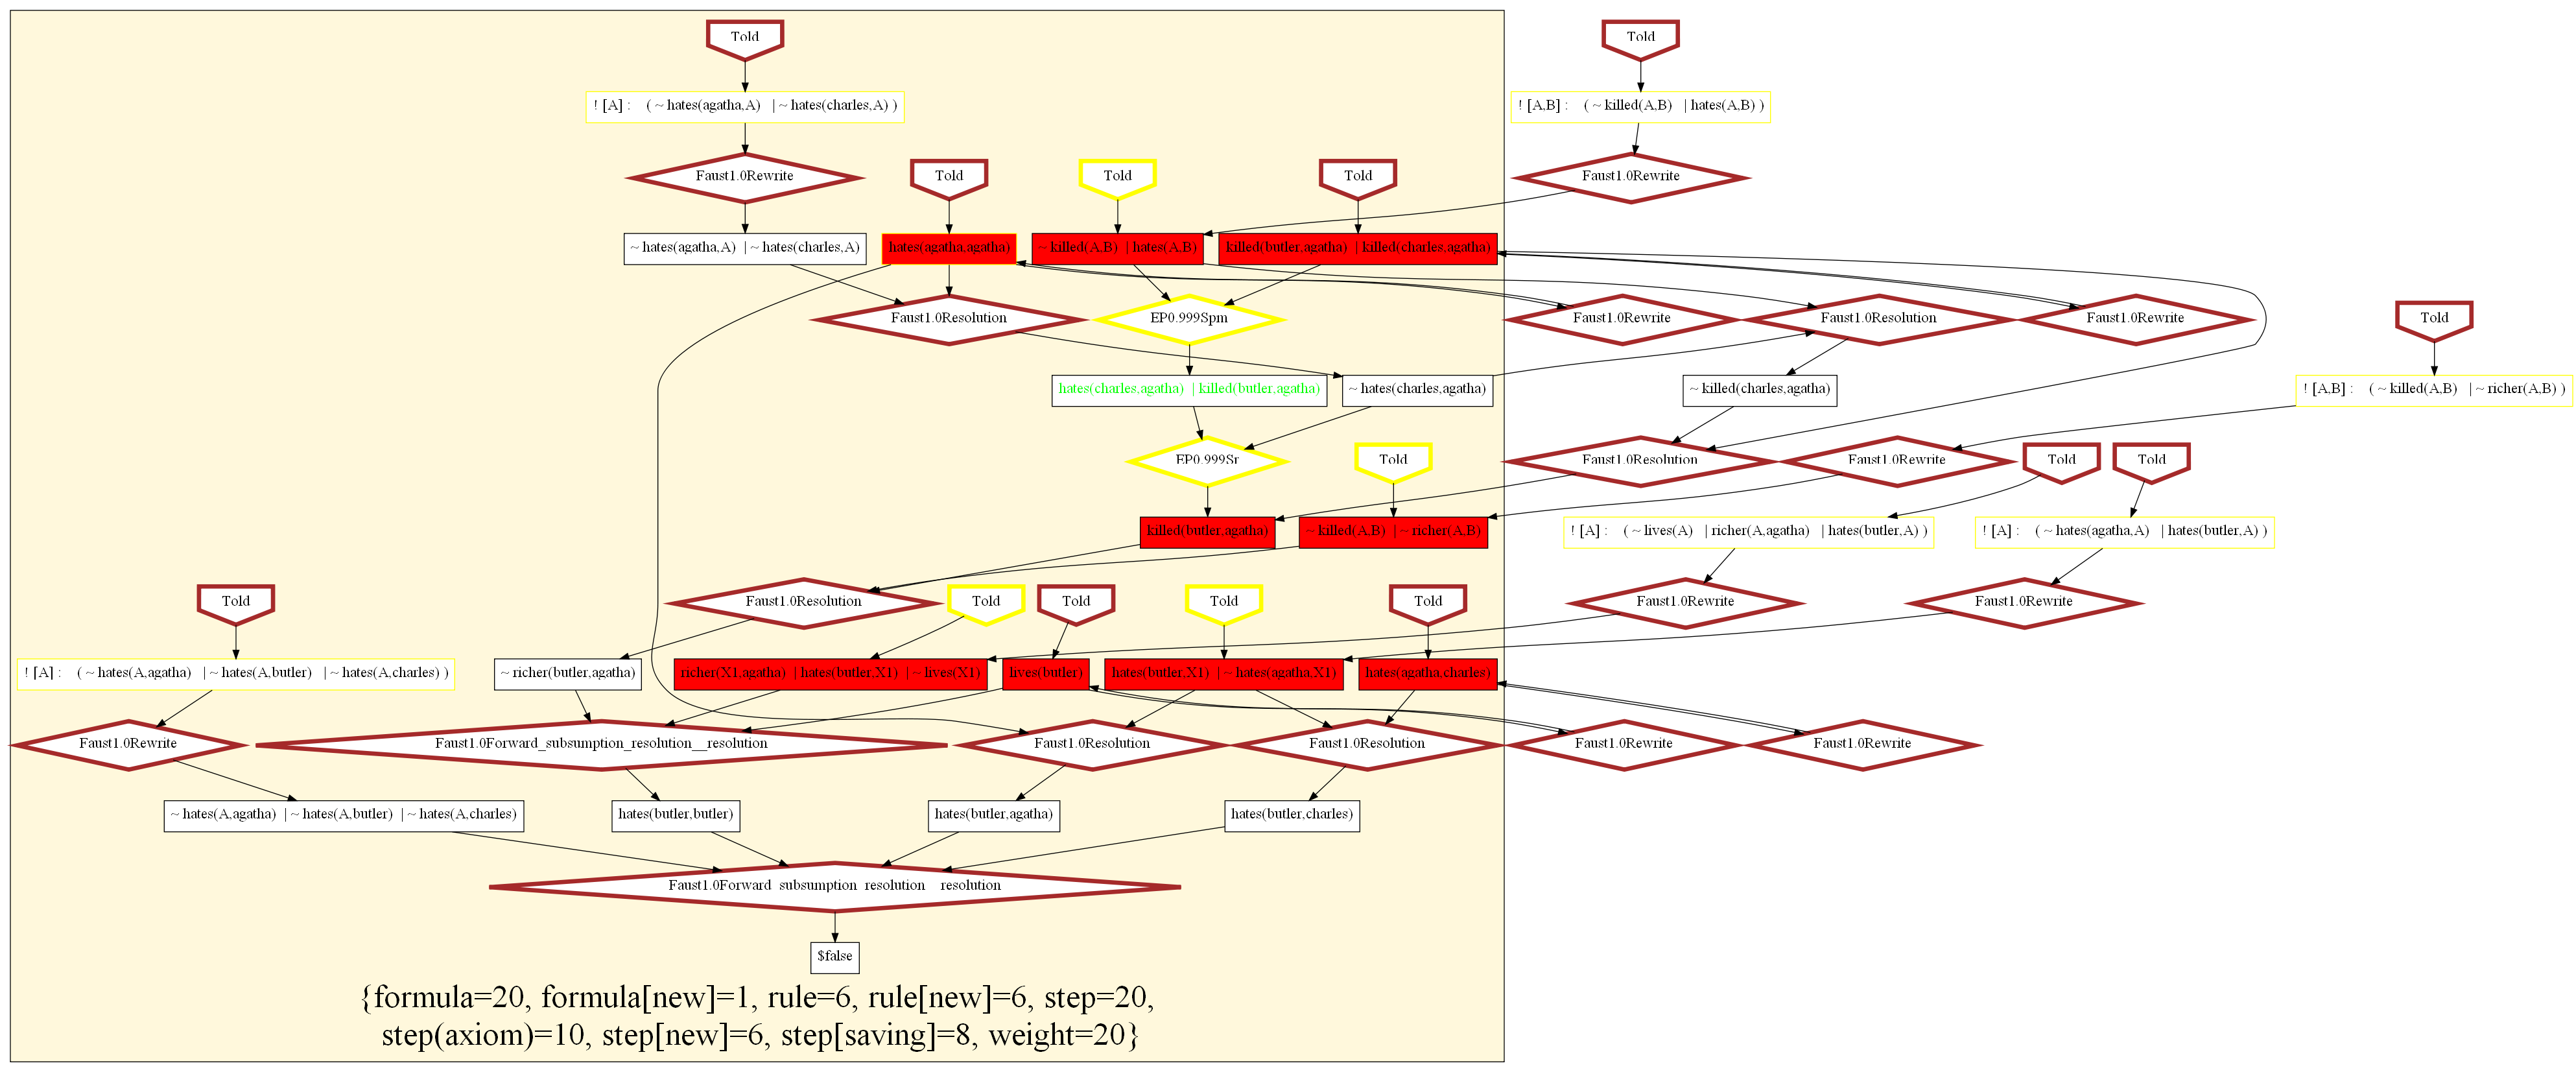 Told
Told
! [A] : ( ~ hates(agatha,A) | ~ hates(charles,A) )
! [A,B] : ( ~ killed(A,B) | hates(A,B) )
Faust1.0Rewrite
Told
Told
Told
Faust1.0Rewrite
~ hates(agatha,A) | ~ hates(charles,A)
hates(agatha,agatha)
~ killed(A,B) | hates(A,B)
killed(butler,agatha) | killed(charles,agatha)
Faust1.0Resolution
EP0.999Spm
Faust1.0Rewrite
Faust1.0Resolution
Faust1.0Rewrite
Told
hates(charles,agatha) | killed(butler,agatha)
~ hates(charles,agatha)
~ killed(charles,agatha)
! [A,B] : ( ~ killed(A,B) | ~ richer(A,B) )
EP0.999Sr
Told
Faust1.0Resolution
Faust1.0Rewrite
Told
Told
killed(butler,agatha)
~ killed(A,B) | ~ richer(A,B)
! [A] : ( ~ lives(A) | richer(A,agatha) | hates(butler,A) )
! [A] : ( ~ hates(agatha,A) | hates(butler,A) )
Told
Faust1.0Resolution
Told
Told
Told
Told
Faust1.0Rewrite
Faust1.0Rewrite
! [A] : ( ~ hates(A,agatha) | ~ hates(A,butler) | ~ hates(A,charles) )
~ richer(butler,agatha)
richer(X1,agatha) | hates(butler,X1) | ~ lives(X1)
lives(butler)
hates(butler,X1) | ~ hates(agatha,X1)
hates(agatha,charles)
Faust1.0Rewrite
Faust1.0Forward_subsumption_resolution__resolution
Faust1.0Resolution
Faust1.0Resolution
Faust1.0Rewrite
Faust1.0Rewrite
~ hates(A,agatha) | ~ hates(A,butler) | ~ hates(A,charles)
hates(butler,butler)
hates(butler,agatha)
hates(butler,charles)
Faust1.0Forward_subsumption_resolution__resolution
$false
{formula=20, formula[new]=1, rule=6, rule[new]=6, step=20,
step(axiom)=10, step[new]=6, step[saving]=8, weight=20}